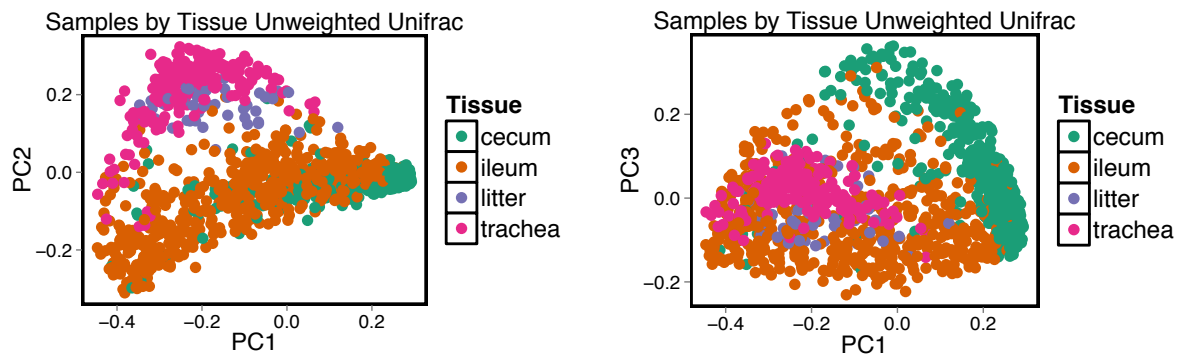 Samples by Tissue Unweighted Unifrac
PC2
0.2
0.0
−0.2
−0.4
−0.2
0.0
0.2
PC1
Tissue
cecum
ileum
litter
trachea
Samples by Tissue Unweighted Unifrac
PC3
0.2
0.0
−0.2
−0.4
−0.2
0.0
0.2
PC1
Tissue
cecum
ileum
litter
trachea